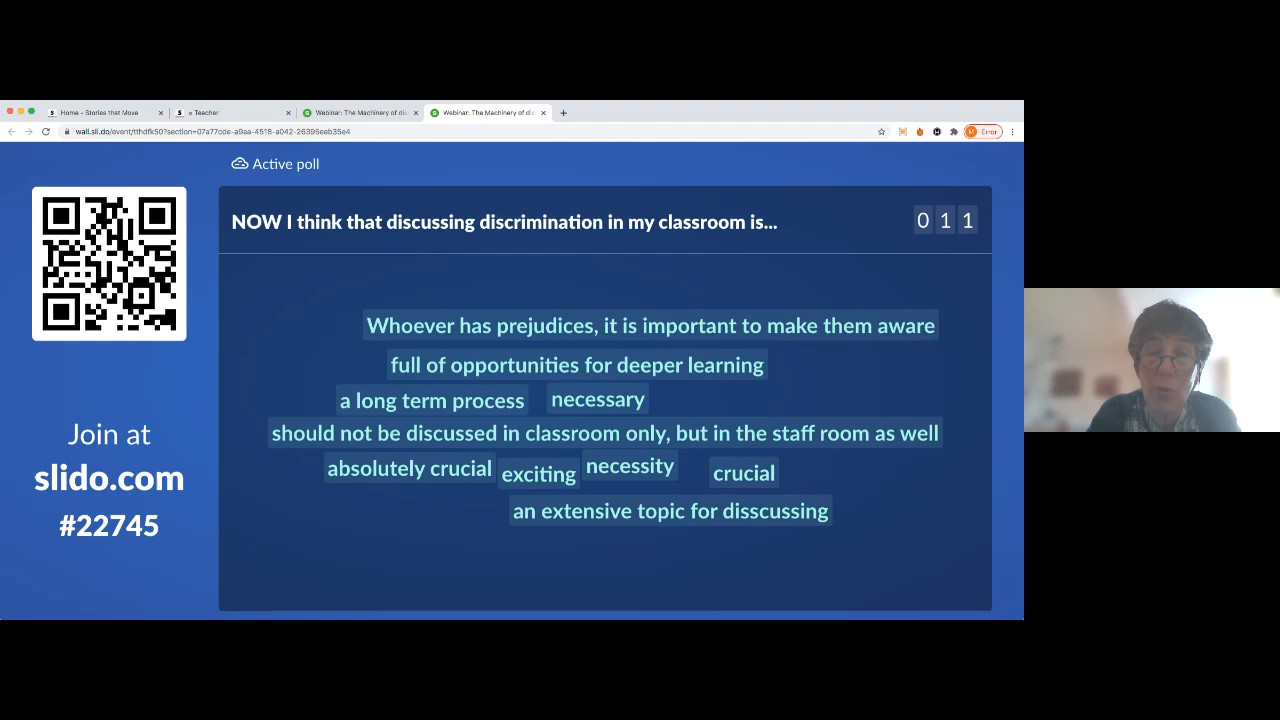 Home - Stories that Move
» Teacher
Webinar: The Machinery of dis
Webinar: The Machinery of di
wall.sli.do/event/tthdfk50?section=07a77cde-a9aa-4518-a042-26395eeb35e4
M Error
Active poll
NOW I think that discussing discrimination in my classroom is...
0 1 1
Whoever has prejudices, it is important to make them aware
full of opportunities for deeper learning
a long term process necessary
should not be discussed in classroom only, but in the staff room as well
absolutely crucial exciting necessity crucial
an extensive topic for disscussing
Join at
slido.com
#22745